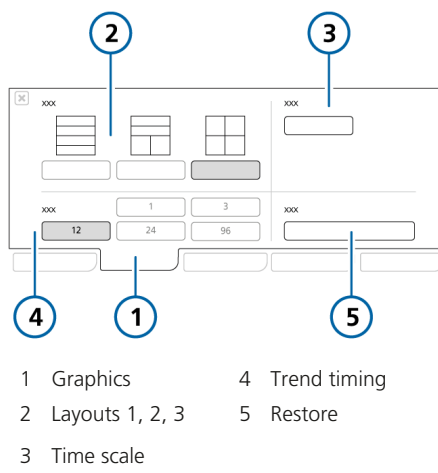 2
3
xxx
xxx
1
3
xxx
xxx
12
24
96
4
1
5
1 Graphics
2 Layouts 1, 2, 3
3 Time scale
4 Trend timing
5 Restore